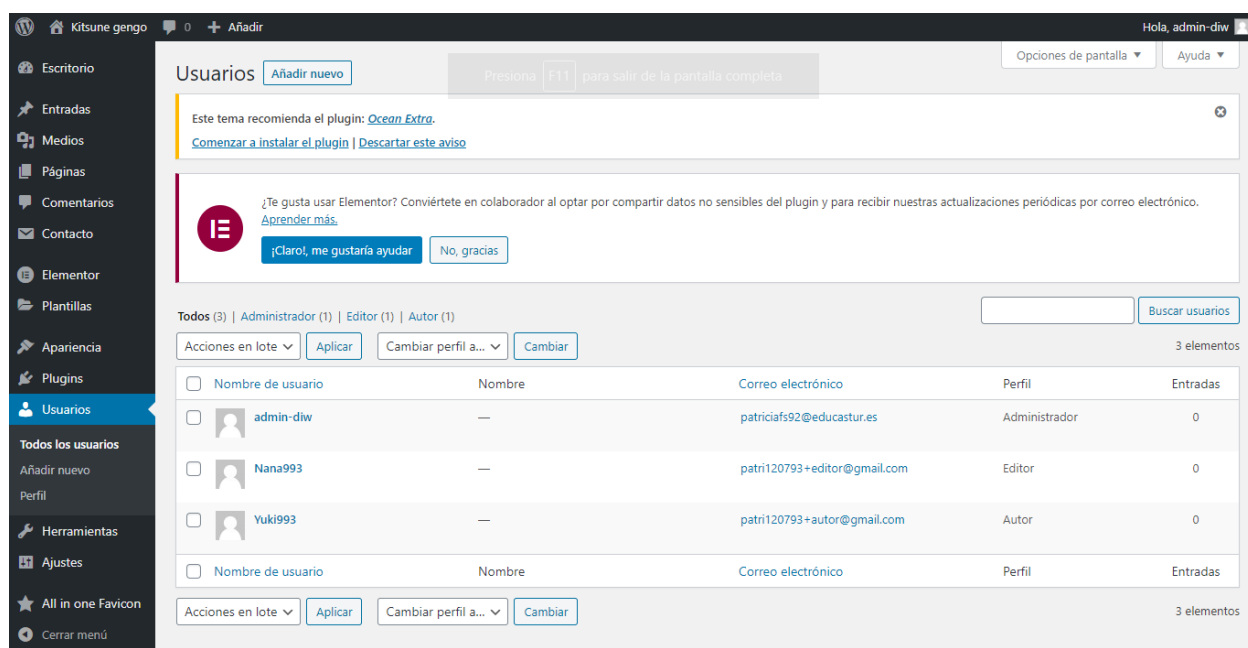 Kitsune gengo 0 Añadir Hola, admin-diw
Opciones de pantalla Ayuda
Escritorio
Entradas
Medios
Páginas
Comentarios
Contacto
Elementor
Plantillas
Apariencia
Plugins
Usuarios
Todos los usuarios
Añadir nuevo
Perfil
Herramientas
Ajustes
All in one Favicon
Cerrar menú
Usuarios Añadir nuevo
Presiona F11 para salir de la pantalla completa
Este tema recomienda el plugin: Ocean Extra.
Comenzar a instalar el plugin | Descartar este aviso
¿Te gusta usar Elementor? Conviértete en colaborador al optar por compartir datos no sensibles del plugin y para recibir nuestras actualizaciones periódicas por correo electrónico.
Aprender más.
¡Claro!, me gustaría ayudar No, gracias
Todos (3) | Administrador (1) | Editor (1) | Autor (1) Buscar usuarios
Acciones en lote Aplicar Cambiar perfil a... Cambiar 3 elementos
Nombre de usuario Nombre Correo electrónico Perfil Entradas
admin-diw — patriciafs92@educastur.es Administrador 0
Nana993 — patri120793+editor@gmail.com Editor 0
Yuki993 — patri120793+autor@gmail.com Autor 0
Nombre de usuario Nombre Correo electrónico Perfil Entradas
Acciones en lote Aplicar Cambiar perfil a... Cambiar 3 elementos